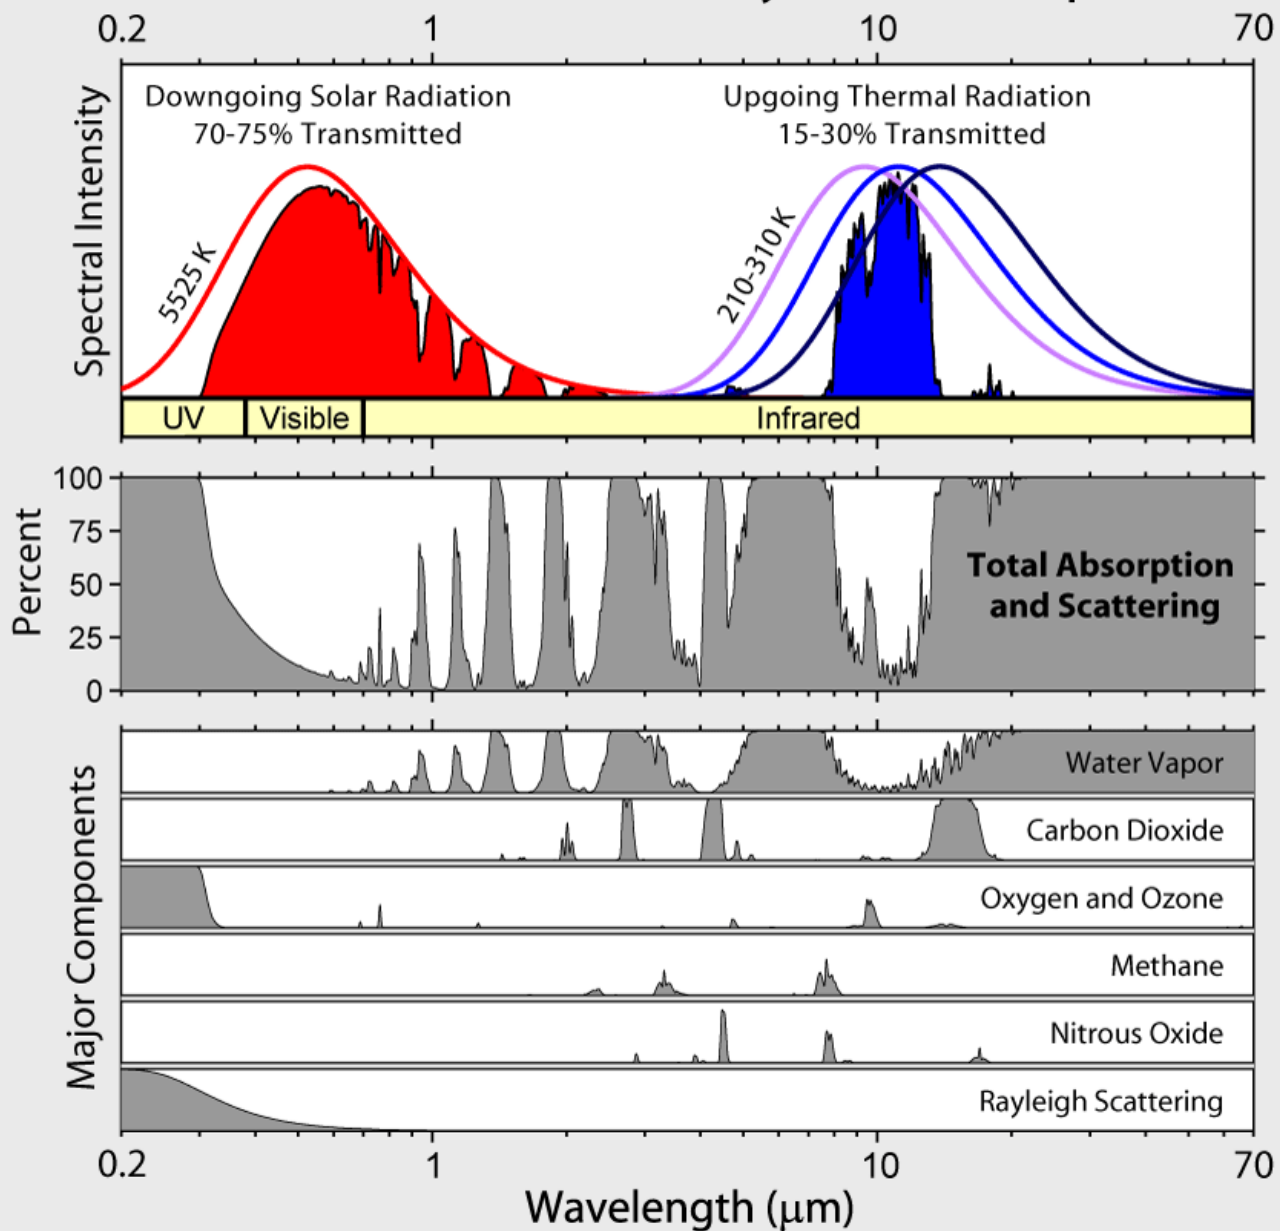 0.2 1 10 70
Downgoing Solar Radiation
70-75% Transmitted
Upgoing Thermal Radiation
15-30% Transmitted
Spectral Intensity
5525 K
210-310 K
UV Visible Infrared
Percent
100
75
50
25
0
Total Absorption
and Scattering
Major Components
Water Vapor
Carbon Dioxide
Oxygen and Ozone
Methane
Nitrous Oxide
Rayleigh Scattering
0.2 1 10 70
Wavelength (μm)